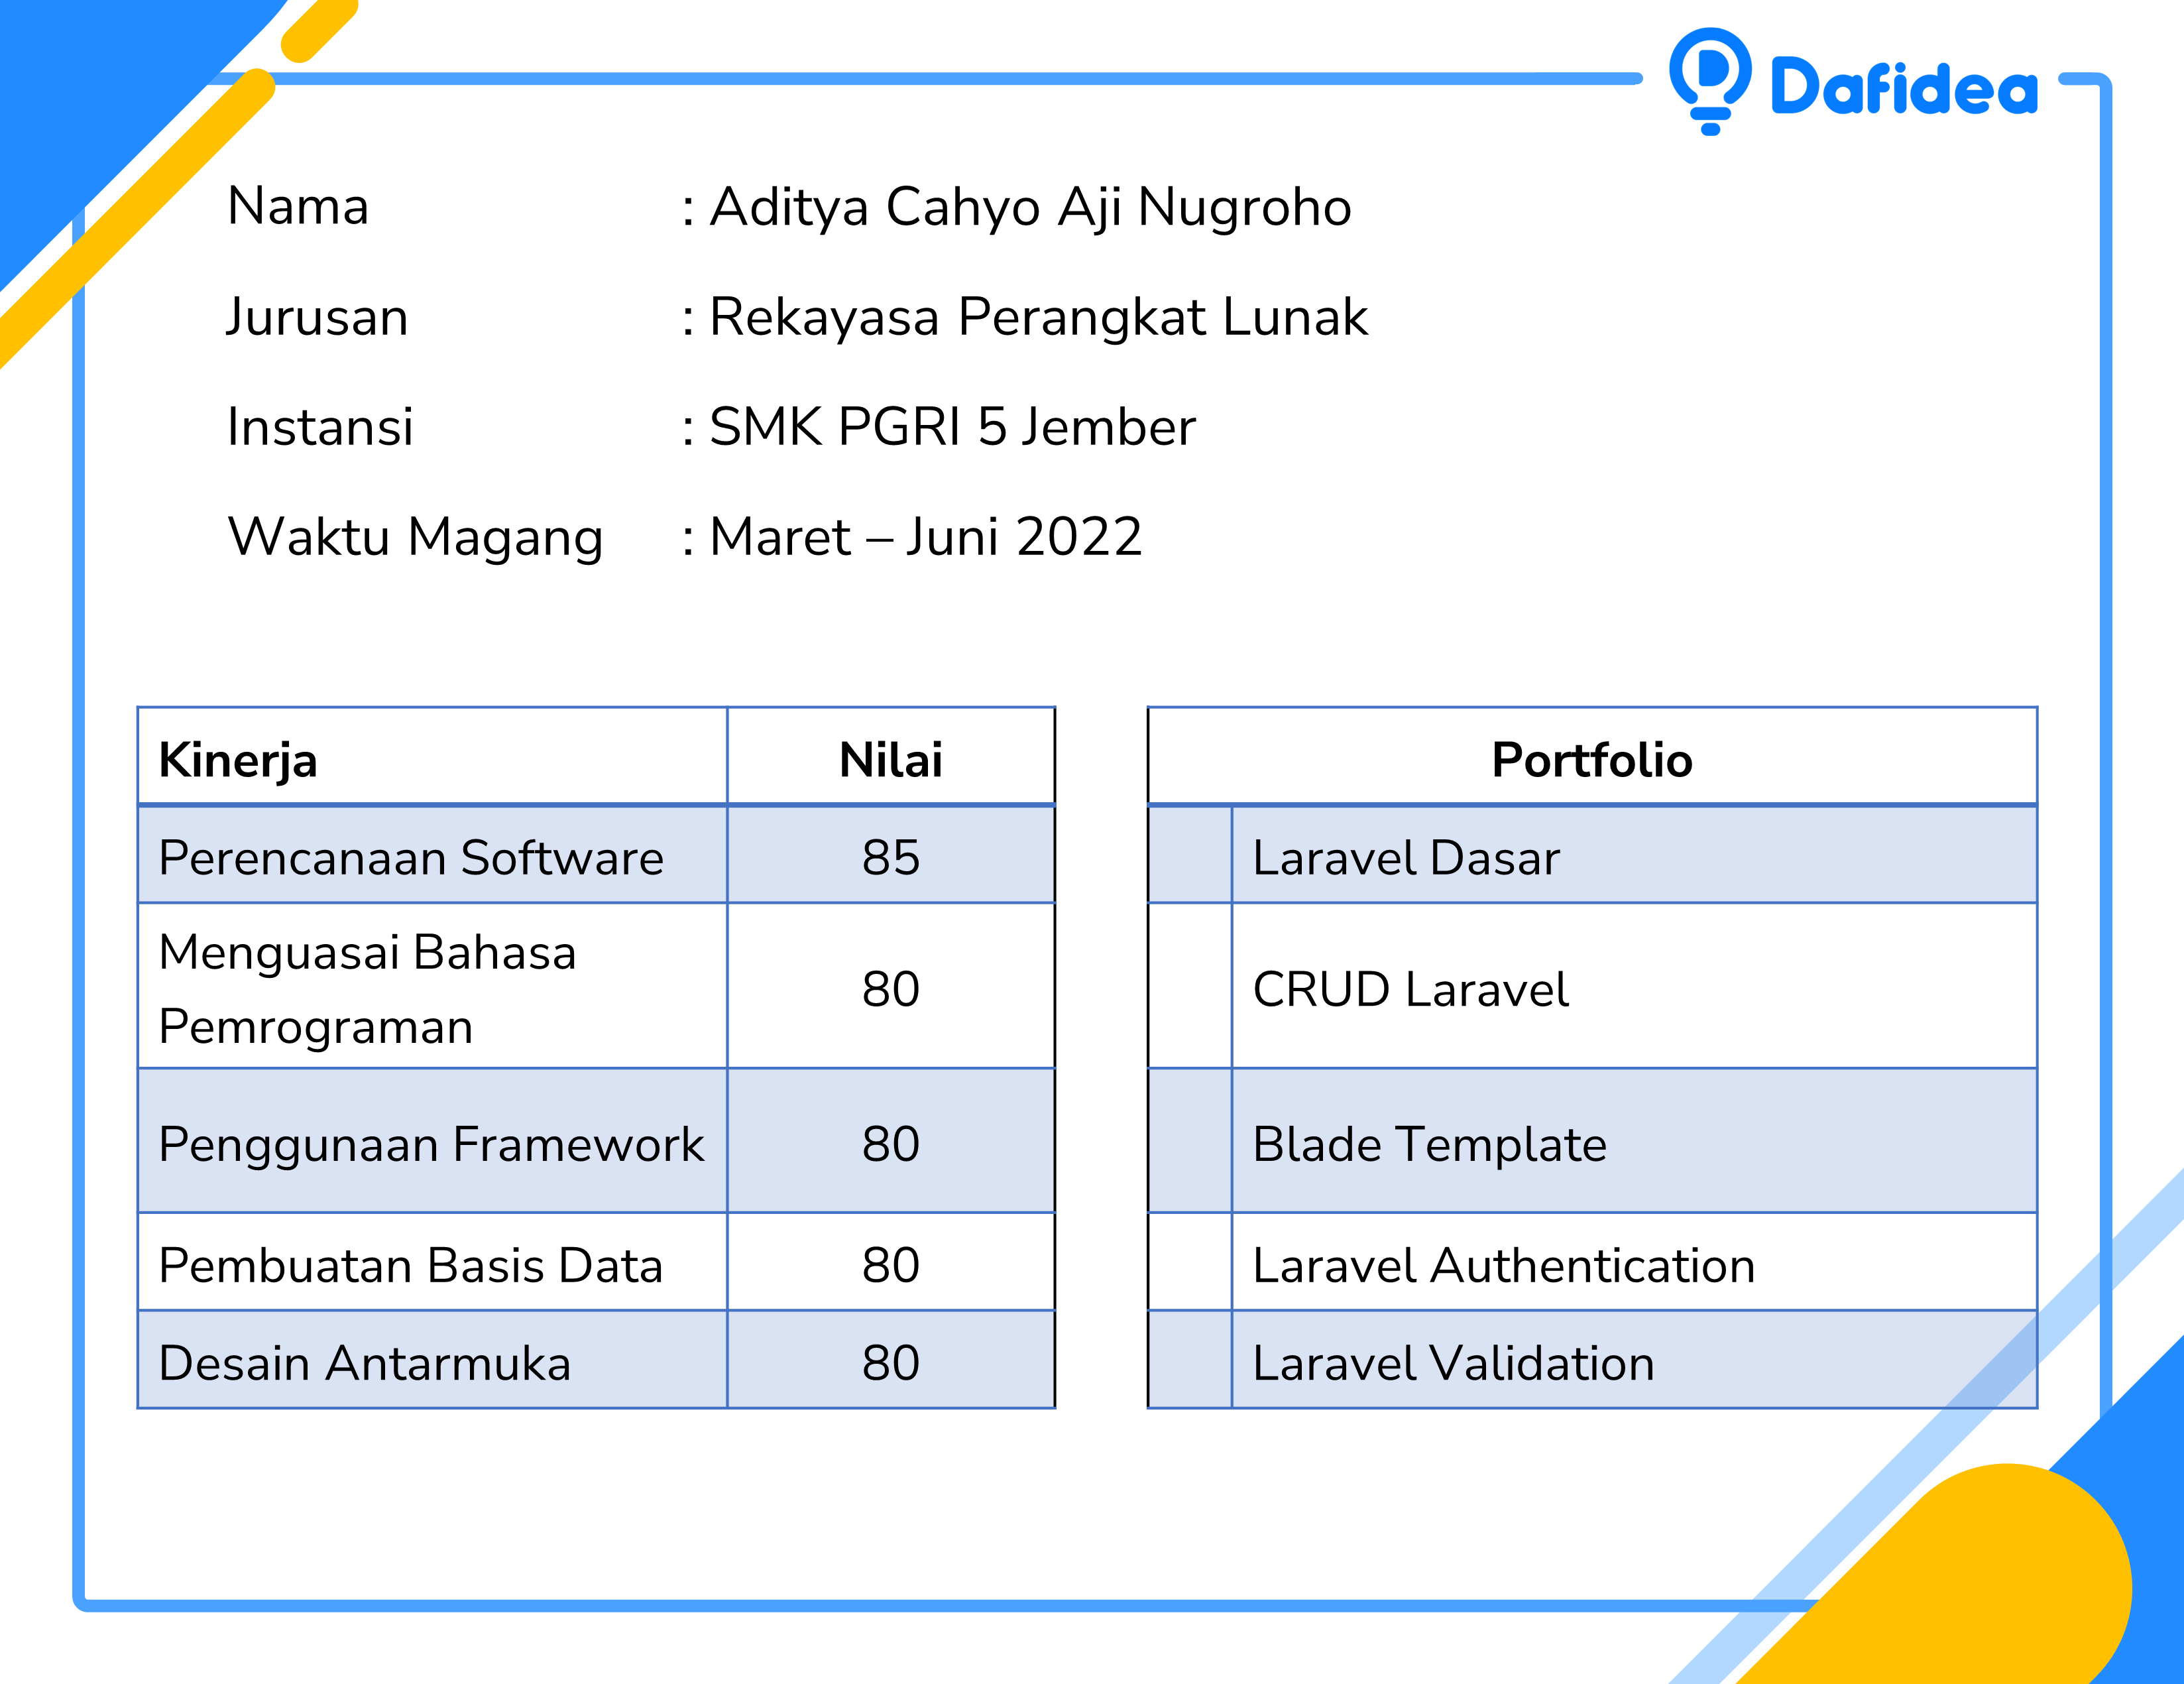 Dafidea
Nama : Aditya Cahyo Aji Nugroho
Jurusan : Rekayasa Perangkat Lunak
Instansi : SMK PGRI 5 Jember
Waktu Magang : Maret – Juni 2022
Kinerja Nilai
Perencanaan Software 85
Menguasai Bahasa
Pemrograman 80
Penggunaan Framework 80
Pembuatan Basis Data 80
Desain Antarmuka 80
Portfolio
Laravel Dasar
CRUD Laravel
Blade Template
Laravel Authentication
Laravel Validation